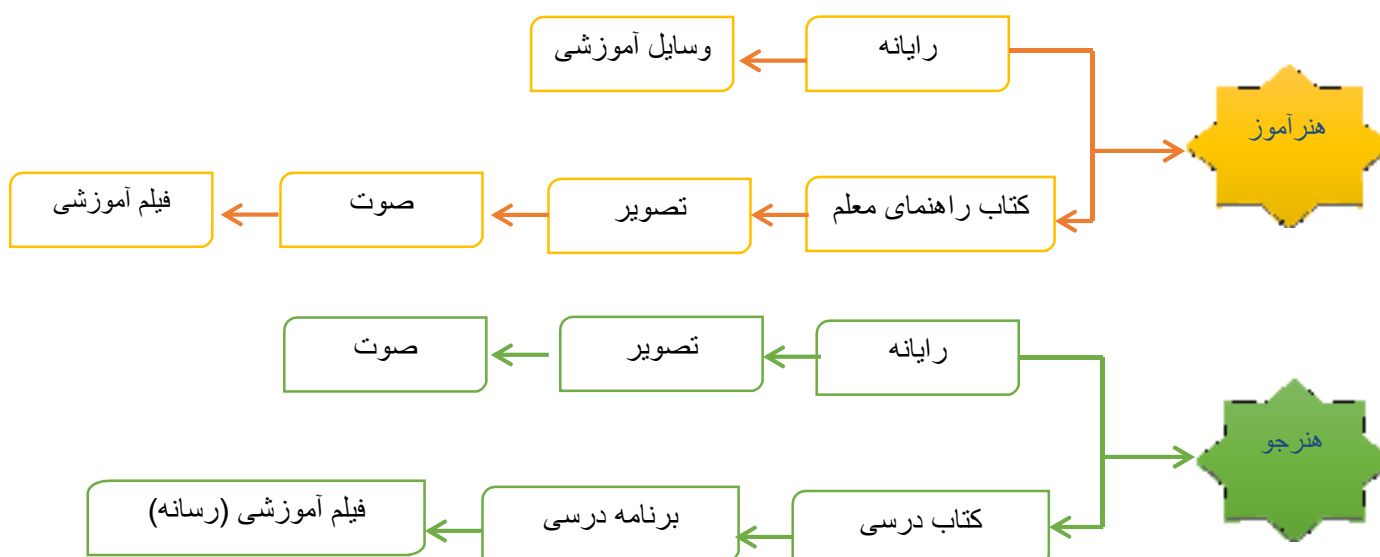 رایانه
وسایل آموزشی
هنرآموز
کتاب راهنمای معلم
تصویر
صوت
فیلم آموزشی
رایانه
تصویر
صوت
هنرجو
کتاب درسی
برنامه درسی
فیلم آموزشی (رسانه)